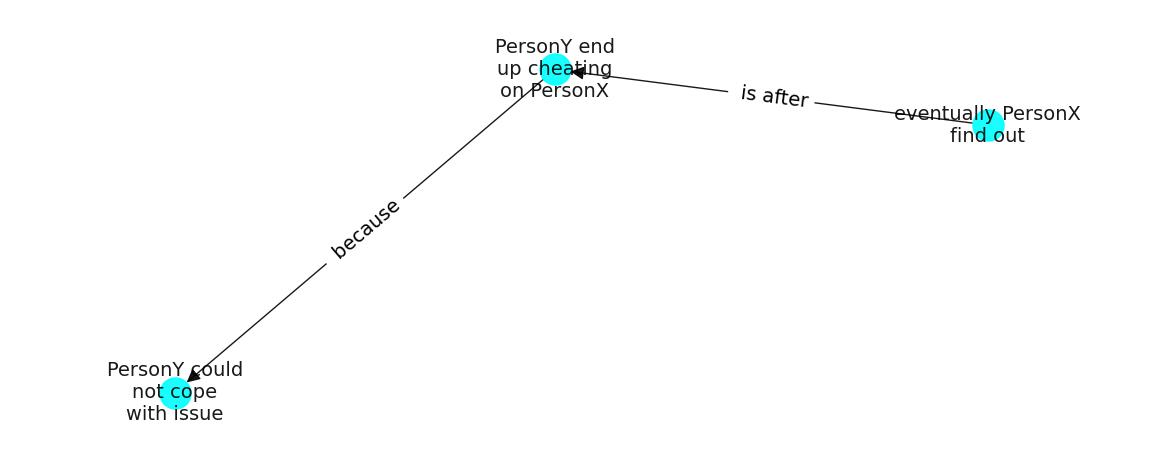 PersonY end
up cheating
on PersonX
is after
eventually PersonX
find out
because
PersonY could
not cope
with issue